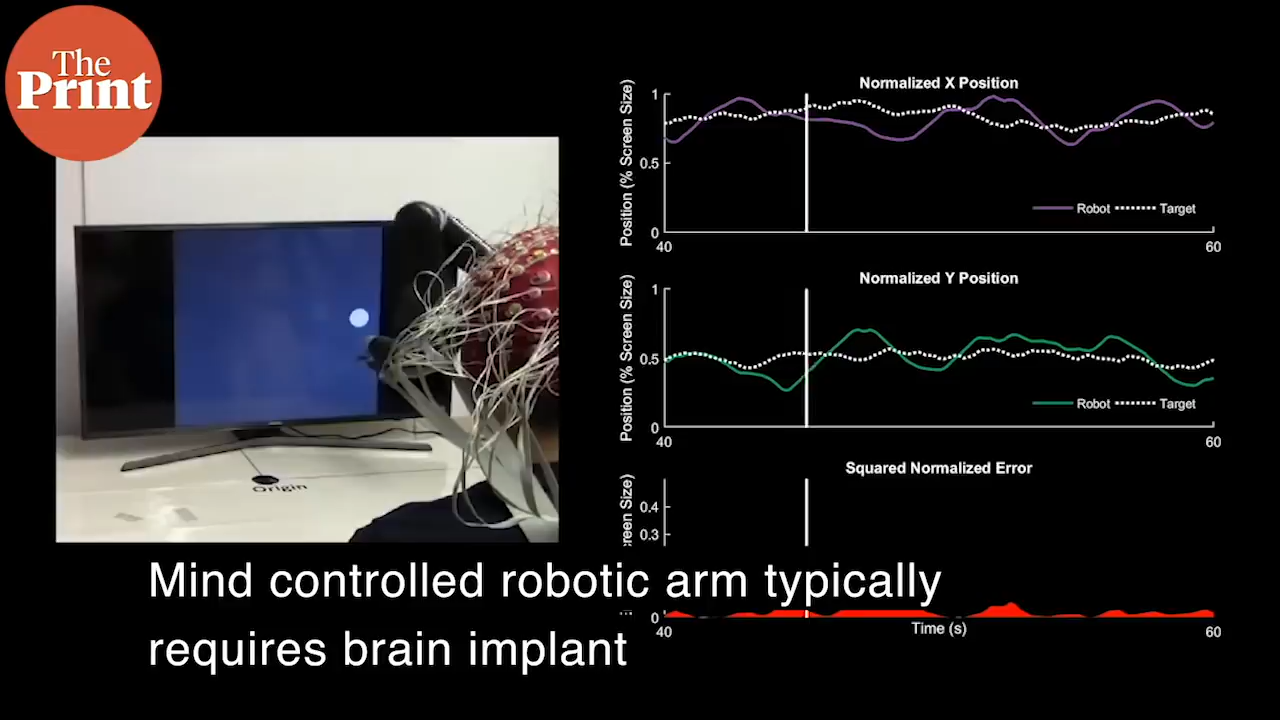 The
Print
Normalized X Position
Position (% Screen Size)
1
0.5
0
40
60
Robot
Target
Normalized Y Position
Position (% Screen Size)
1
0.5
0
40
60
Robot
Target
Squared Normalized Error
Screen Size)
0.4
0.3
0
40
60
Time (s)
Origin
Mind controlled robotic arm typically
requires brain implant